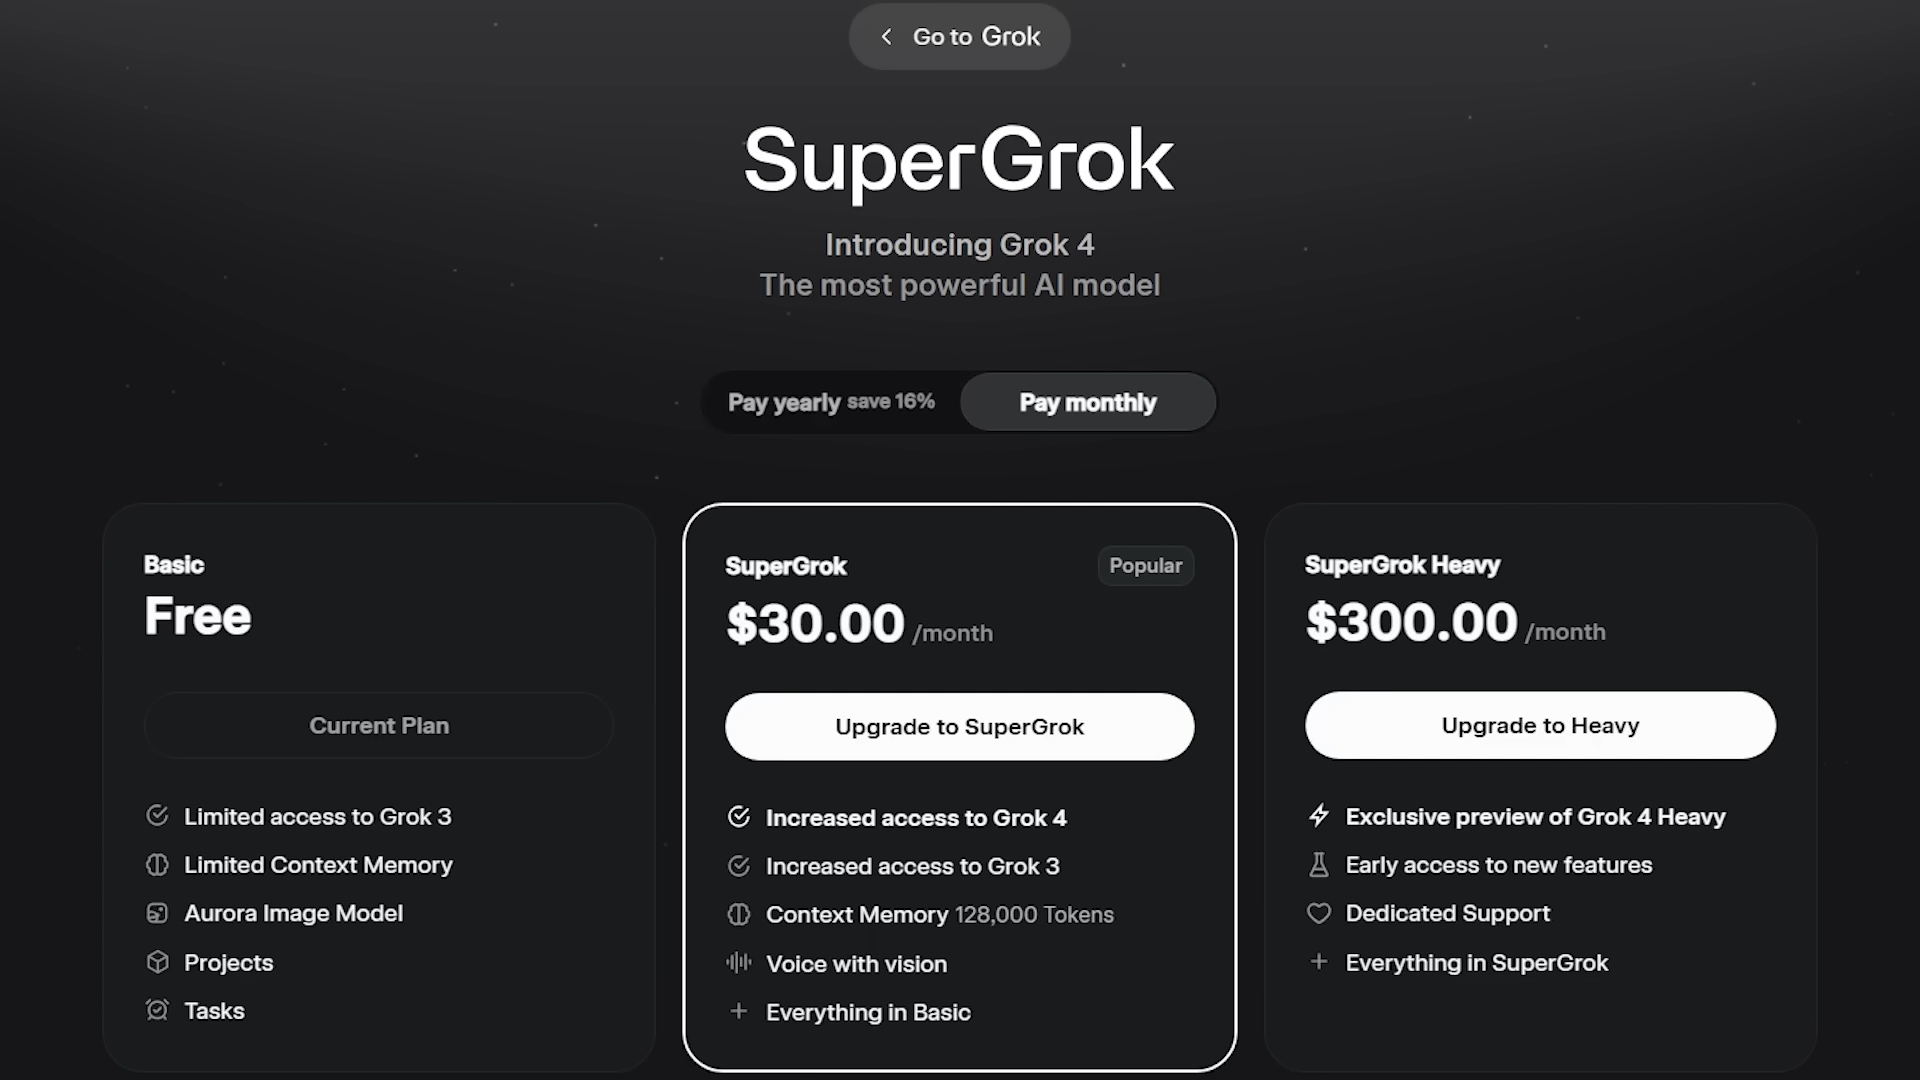 Go to Grok
SuperGrok
Introducing Grok 4
The most powerful AI model
Pay yearly save 16%
Pay monthly
Basic
Free
Current Plan
Limited access to Grok 3
Limited Context Memory
Aurora Image Model
Projects
Tasks
SuperGrok
Popular
$30.00 /month
Upgrade to SuperGrok
Increased access to Grok 4
Increased access to Grok 3
Context Memory 128,000 Tokens
Voice with vision
Everything in Basic
SuperGrok Heavy
$300.00 /month
Upgrade to Heavy
Exclusive preview of Grok 4 Heavy
Early access to new features
Dedicated Support
Everything in SuperGrok